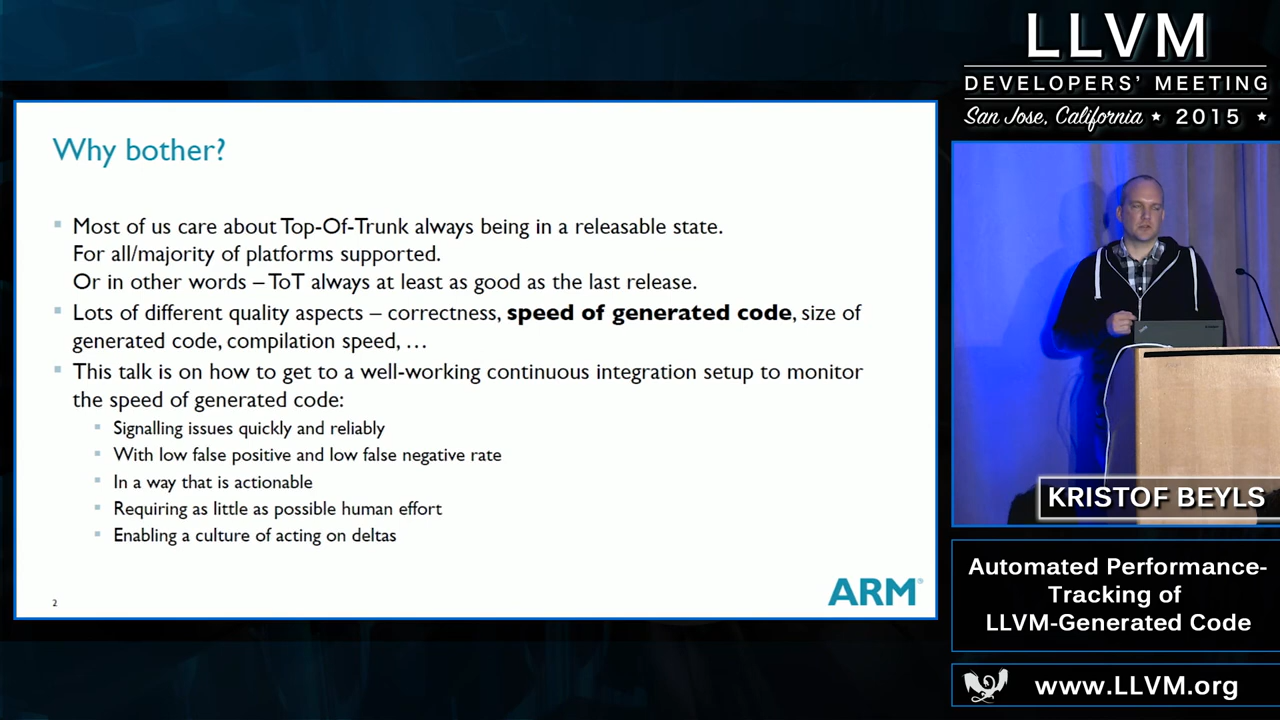 Why bother?
Most of us care about Top-Of-Trunk always being in a releasable state.
For all/majority of platforms supported.
Or in other words – ToT always at least as good as the last release.
Lots of different quality aspects – correctness, speed of generated code, size of
generated code, compilation speed, …
This talk is on how to get to a well-working continuous integration setup to monitor
the speed of generated code:
Signalling issues quickly and reliably
With low false positive and low false negative rate
In a way that is actionable
Requiring as little as possible human effort
Enabling a culture of acting on deltas
2
ARM®
LLVM
DEVELOPERS' MEETING
San Jose, California ★ 2015 ★
KRISTOF BEYLS
Automated Performance-
Tracking of
LLVM-Generated Code
www.LLVM.org